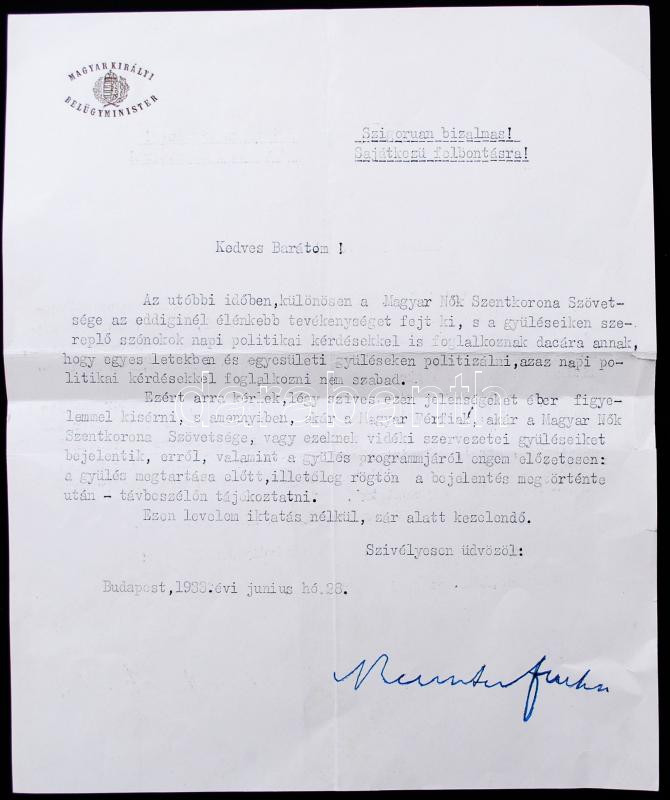 MAGYAR KIRÁLYI
BELÜGYMINISTER
Szigoruan bizalmas!
Sajátkezü felbontásra!
Kedves Barátom !
Az utóbbi időben,különösen a Magyar Nők Szentkorona Szövet-
sége az eddiginél élénkebb tevékenységet fejt ki, s a gyüléseiken sze-
replő szónokok napi politikai kérdésekkel is foglalkoznak dacára annak,
hogy egyes letekben és egyesületi gyüléseken politizálni,azaz napi po-
litikai kérdésekkel foglalkozni nem szabad.
Ezért arra kérlek,légy szives ezen jelenségeket éber figye-
lemmel kisérni, s amennyiben, akár a Magyar Férfiak, akár a Magyar Nők
Szentkorona Szövetsége, vagy ezeknek vidéki szervezetei gyüléseiket
bejelentik, erről, valamint a gyülés programmjáról engem előzetesen:
a gyülés megtartása előtt,illetőleg rögtön a bejelentés megtörténte
után - távbeszélőn tájékoztatni.
Ezen levelem iktatás nélkül, zár alatt kezelendő.
Szivélyesen üdvözöl:
Budapest,1938.évi junius hó.28.
darabanth